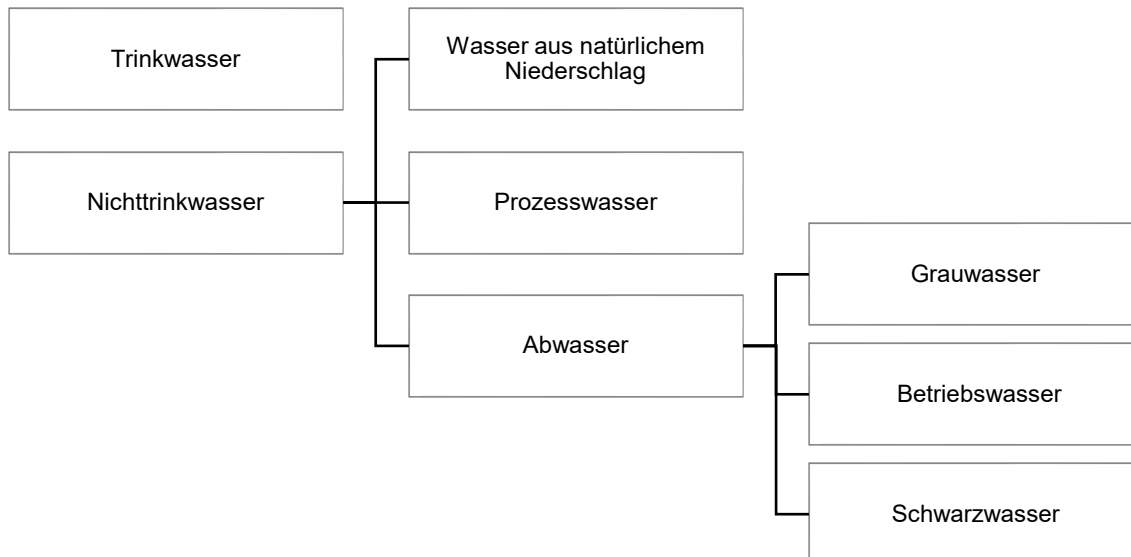 Trinkwasser
Wasser aus natürlichem
Niederschlag
Nichttrinkwasser
Prozesswasser
Grauwasser
Abwasser
Betriebswasser
Schwarzwasser